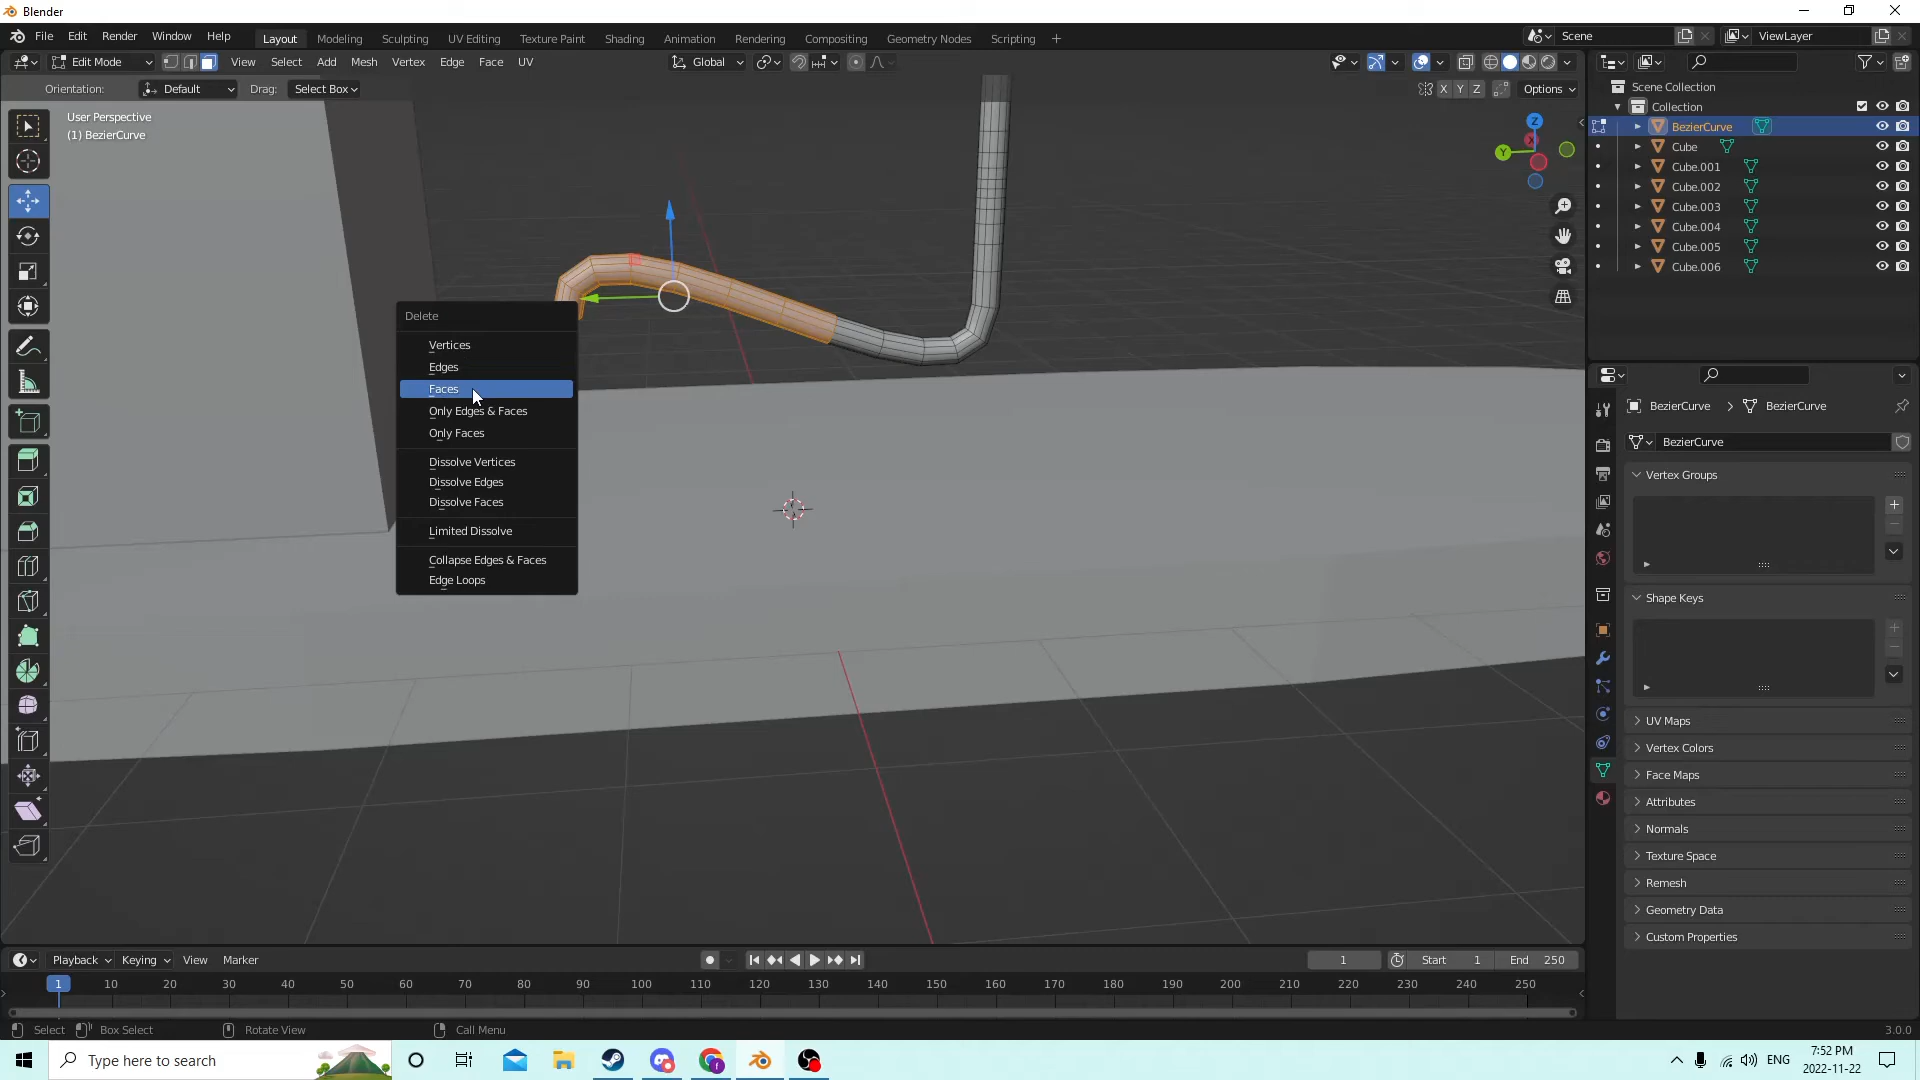 Blender
File Edit Render Window Help
Layout Modeling Sculpting UV Editing Texture Paint Shading Animation Rendering Compositing Geometry Nodes Scripting +
Scene
ViewLayer
Edit Mode View Select Add Mesh Vertex Edge Face UV
Global
Orientation: Default Drag: Select Box
X Y Z Options
User Perspective
(1) BezierCurve
Z
X
Y
Delete
Vertices
Edges
Faces
Only Edges & Faces
Only Faces
Dissolve Vertices
Dissolve Edges
Dissolve Faces
Limited Dissolve
Collapse Edges & Faces
Edge Loops
Scene Collection
Collection
BezierCurve
Cube
Cube.001
Cube.002
Cube.003
Cube.004
Cube.005
Cube.006
BezierCurve > BezierCurve
BezierCurve
Vertex Groups
Shape Keys
UV Maps
Vertex Colors
Face Maps
Attributes
Normals
Texture Space
Remesh
Geometry Data
Custom Properties
Playback Keying View Marker
1 Start 1 End 250
1 10 20 30 40 50 60 70 80 90 100 110 120 130 140 150 160 170 180 190 200 210 220 230 240 250
Select Box Select Rotate View Call Menu
3.0.0
Type here to search
ENG
7:52 PM
2022-11-22